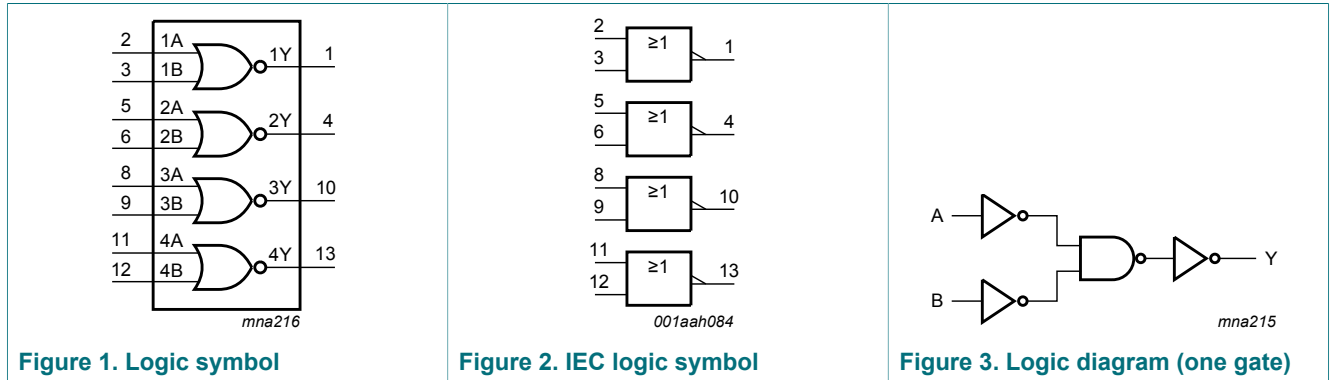 2 1A 1Y 1
3 1B
5 2A 2Y 4
6 2B
8 3A 3Y 10
9 3B
11 4A 4Y 13
12 4B
mna216
Figure 1. Logic symbol
2 ≥1 1
3
5 ≥1 4
6
8 ≥1 10
9
11 ≥1 13
12
001aah084
Figure 2. IEC logic symbol
A
Y
B
mna215
Figure 3. Logic diagram (one gate)